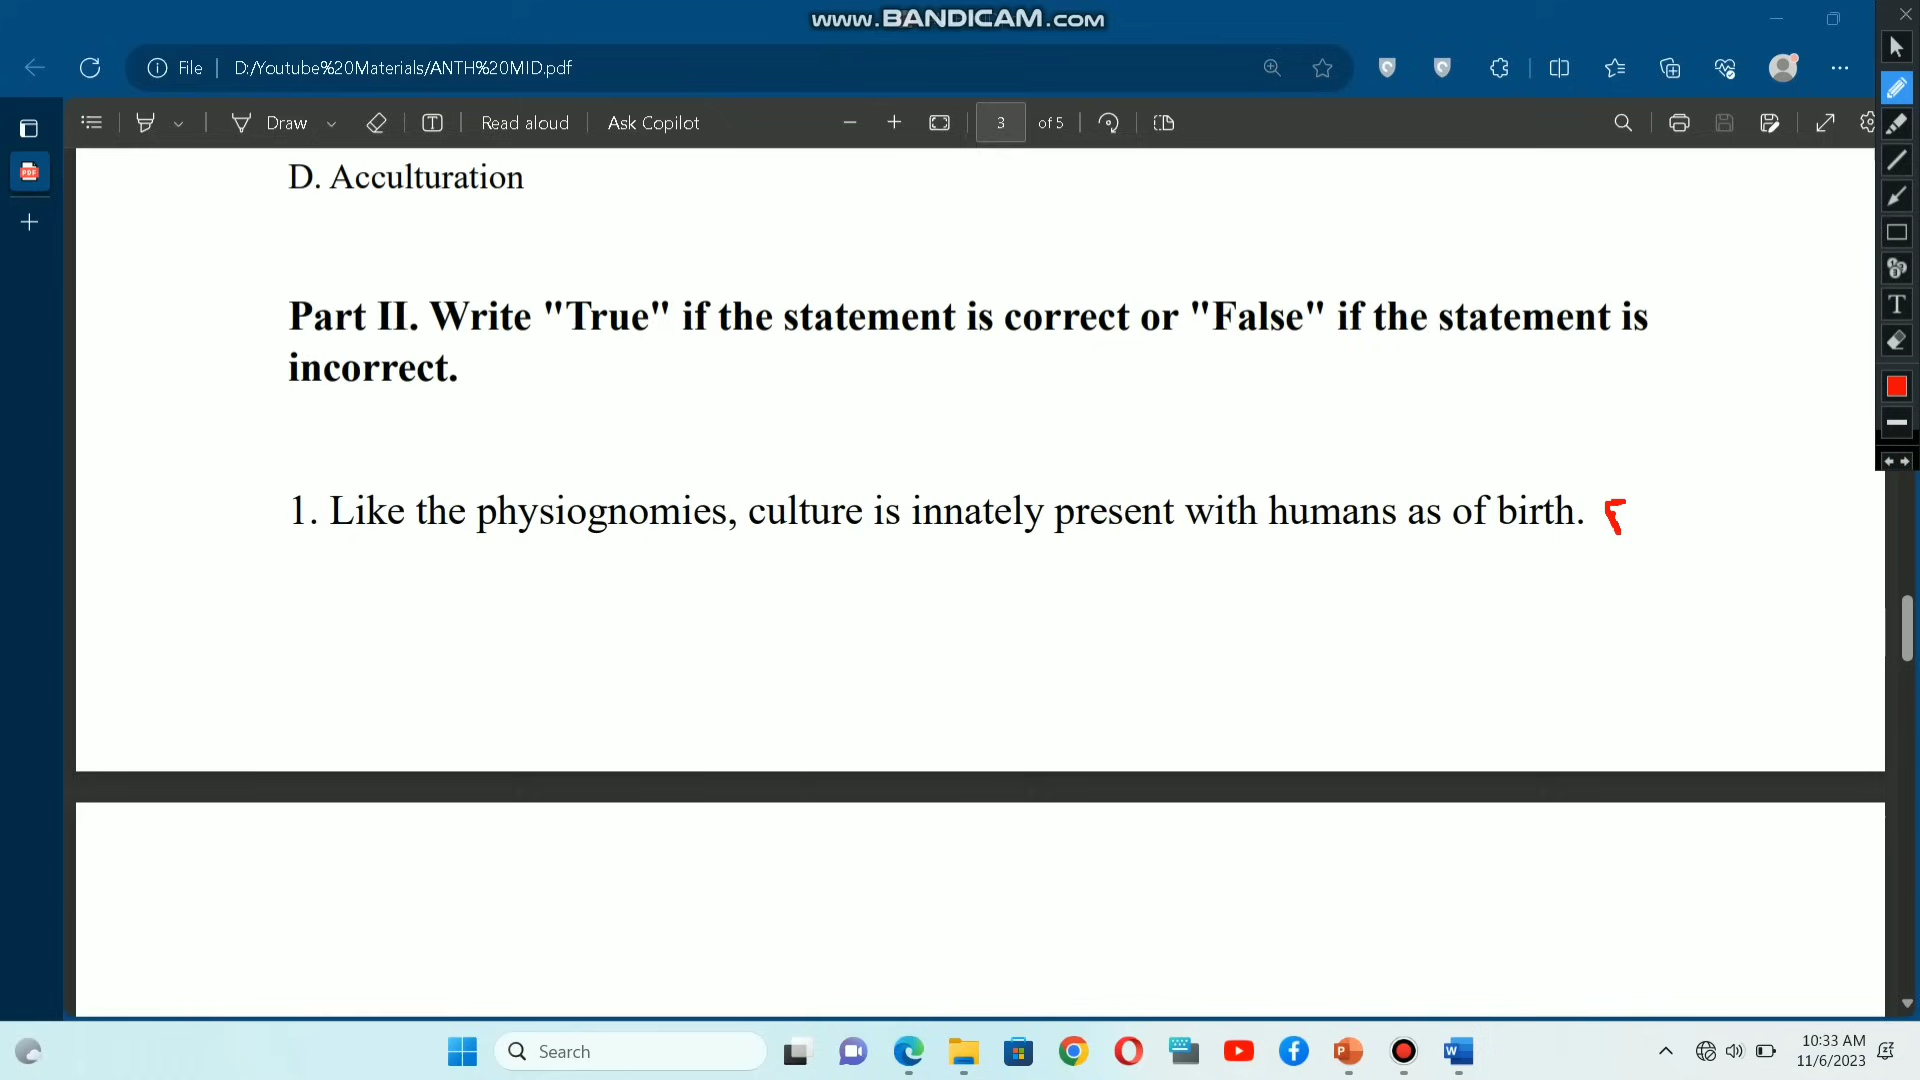 www.BANDICAM.com
File
D:/Youtube%20Materials/ANTH%20MID.pdf
Draw
Read aloud
Ask Copilot
3
of 5
D. Acculturation
Part II. Write "True" if the statement is correct or "False" if the statement is
incorrect.
1. Like the physiognomies, culture is innately present with humans as of birth.
Search
10:33 AM
11/6/2023